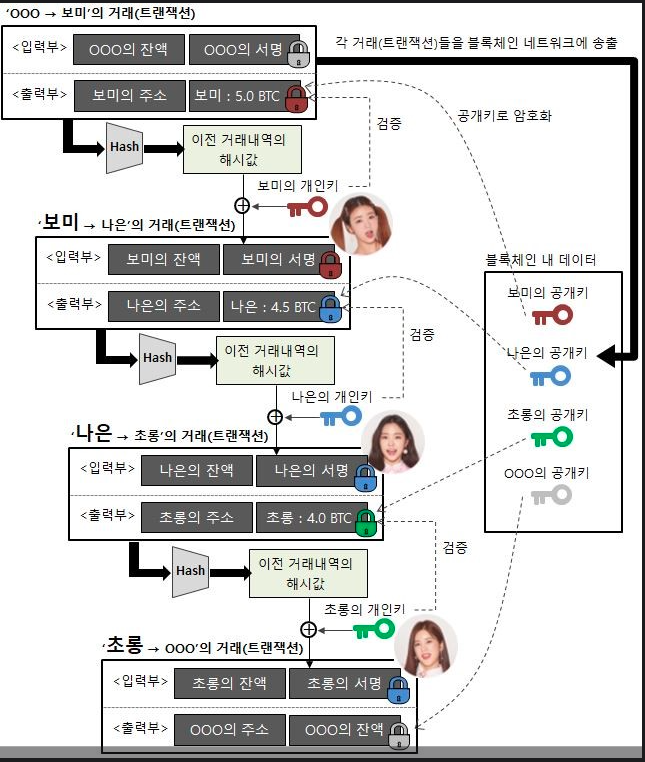 'OOO → 보미'의 거래(트랜잭션)
<입력부> OOO의 잔액 OOO의 서명
각 거래(트랜잭션)들을 블록체인 네트워크에 송출
<출력부> 보미의 주소 보미 : 5.0 BTC
공개키로 암호화
검증
Hash
이전 거래내역의
해시값
보미의 개인키
'보미 → 나은'의 거래(트랜잭션)
<입력부> 보미의 잔액 보미의 서명
<출력부> 나은의 주소 나은 : 4.5 BTC
검증
Hash
이전 거래내역의
해시값
나은의 개인키
'나은 → 초롱'의 거래(트랜잭션)
<입력부> 나은의 잔액 나은의 서명
<출력부> 초롱의 주소 초롱 : 4.0 BTC
검증
Hash
이전 거래내역의
해시값
초롱의 개인키
'초롱 → OOO'의 거래(트랜잭션)
<입력부> 초롱의 잔액 초롱의 서명
<출력부> OOO의 주소 OOO의 잔액
블록체인 내 데이터
보미의 공개키
나은의 공개키
초롱의 공개키
OOO의 공개키